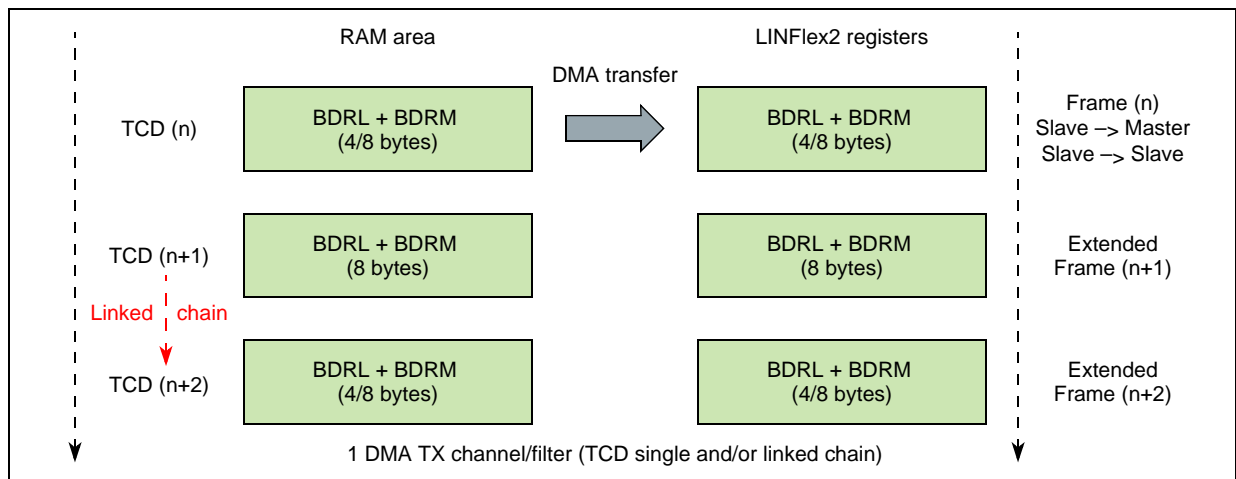 RAM area
LINFlex2 registers
DMA transfer
TCD (n)
BDRL + BDRM
(4/8 bytes)
BDRL + BDRM
(4/8 bytes)
Frame (n)
Slave –> Master
Slave –> Slave
TCD (n+1)
BDRL + BDRM
(8 bytes)
BDRL + BDRM
(8 bytes)
Extended
Frame (n+1)
Linked chain
TCD (n+2)
BDRL + BDRM
(4/8 bytes)
BDRL + BDRM
(4/8 bytes)
Extended
Frame (n+2)
1 DMA TX channel/filter (TCD single and/or linked chain)